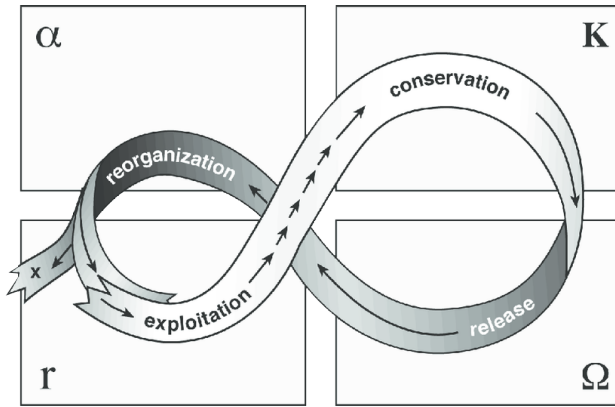 α
K
conservation
reorganization
x
exploitation
release
r
Ω